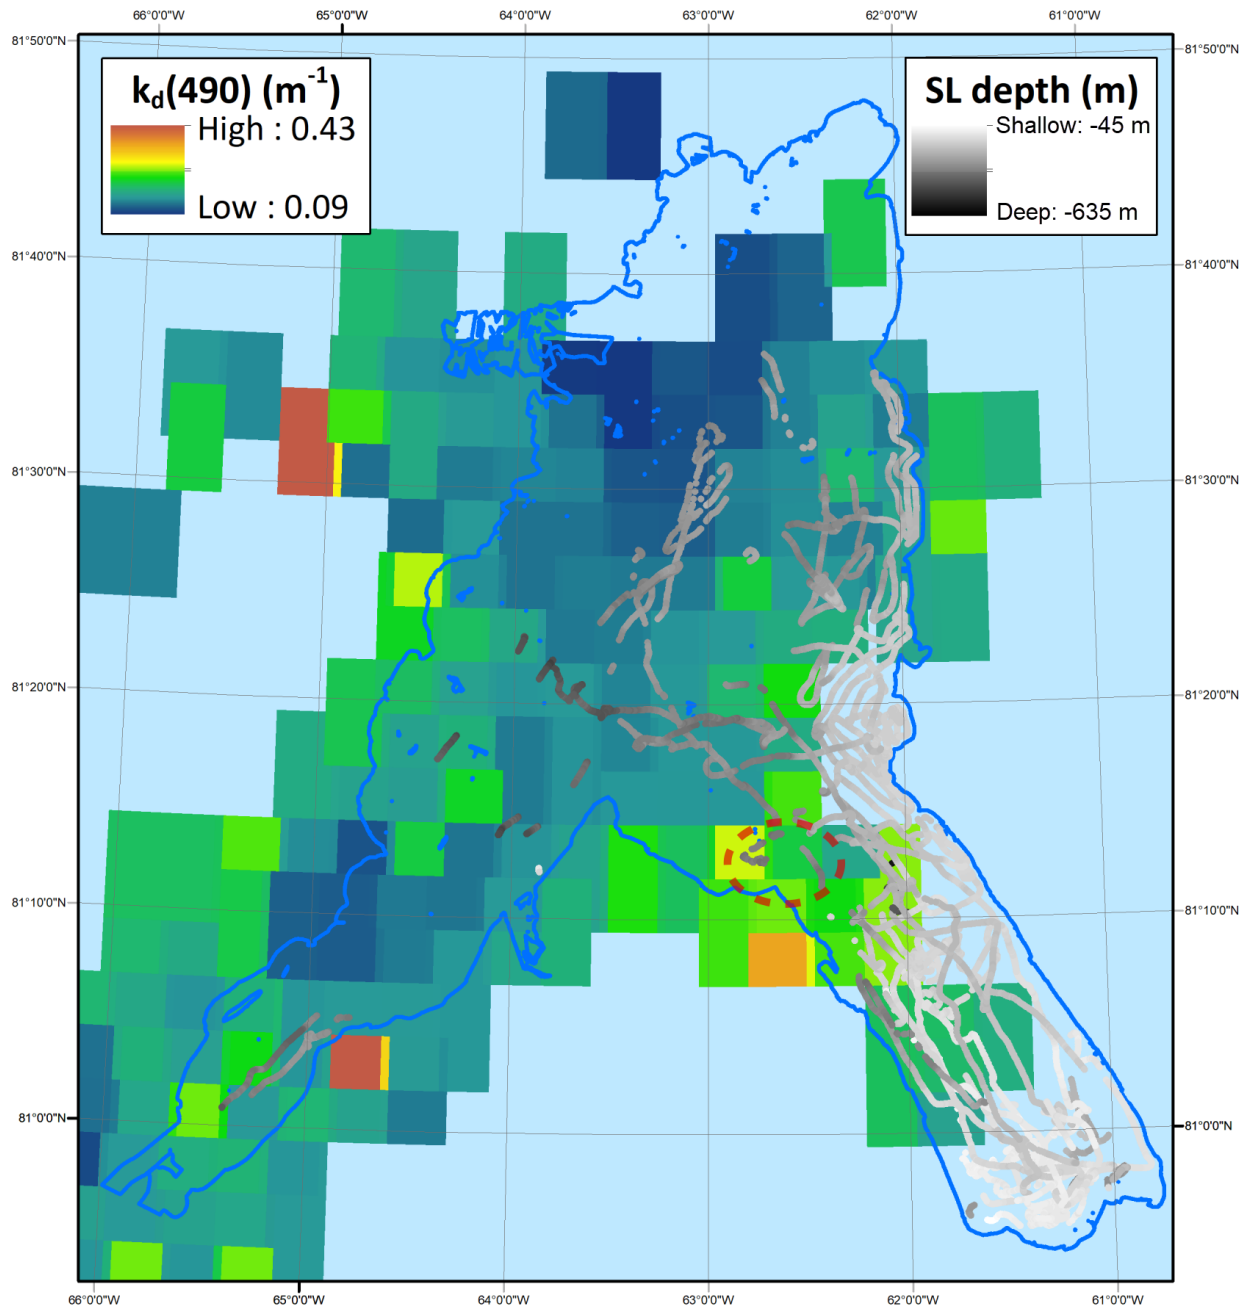 66°0'0"W 65°0'0"W 64°0'0"W 63°0'0"W 62°0'0"W 61°0'0"W
81°50'0"N 81°50'0"N
kd(490) (m-1)
High : 0.43
Low : 0.09
SL depth (m)
Shallow: -45 m
Deep: -635 m
81°40'0"N 81°40'0"N
81°30'0"N 81°30'0"N
81°20'0"N 81°20'0"N
81°10'0"N 81°10'0"N
81°0'0"N 81°0'0"N
66°0'0"W 65°0'0"W 64°0'0"W 63°0'0"W 62°0'0"W 61°0'0"W